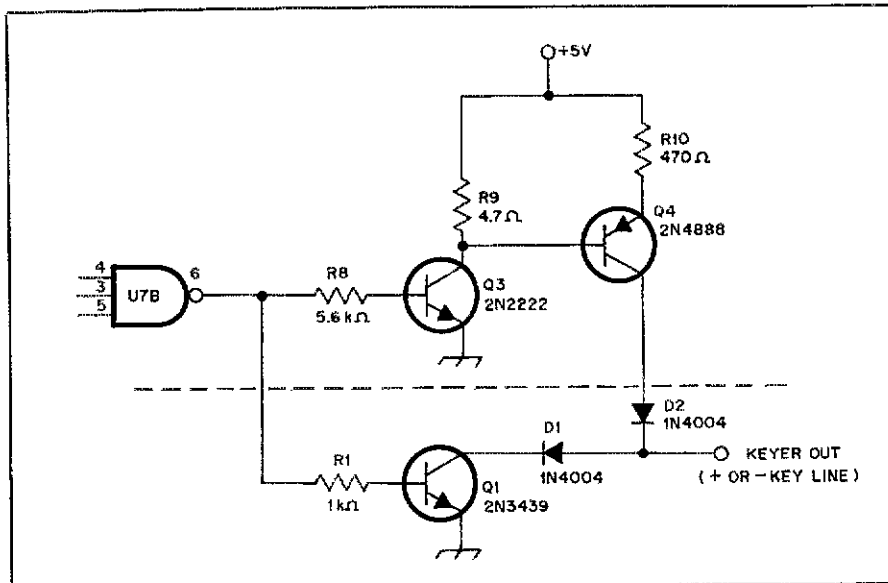 +5V
R10
470Ω
R9
4.7Ω
Q4
2N4888
4
3
5
U7B
6
R8
5.6kΩ
Q3
2N2222
D2
1N4004
D1
1N4004
KEYER OUT
(+ OR – KEY LINE)
R1
1kΩ
Q1
2N3439